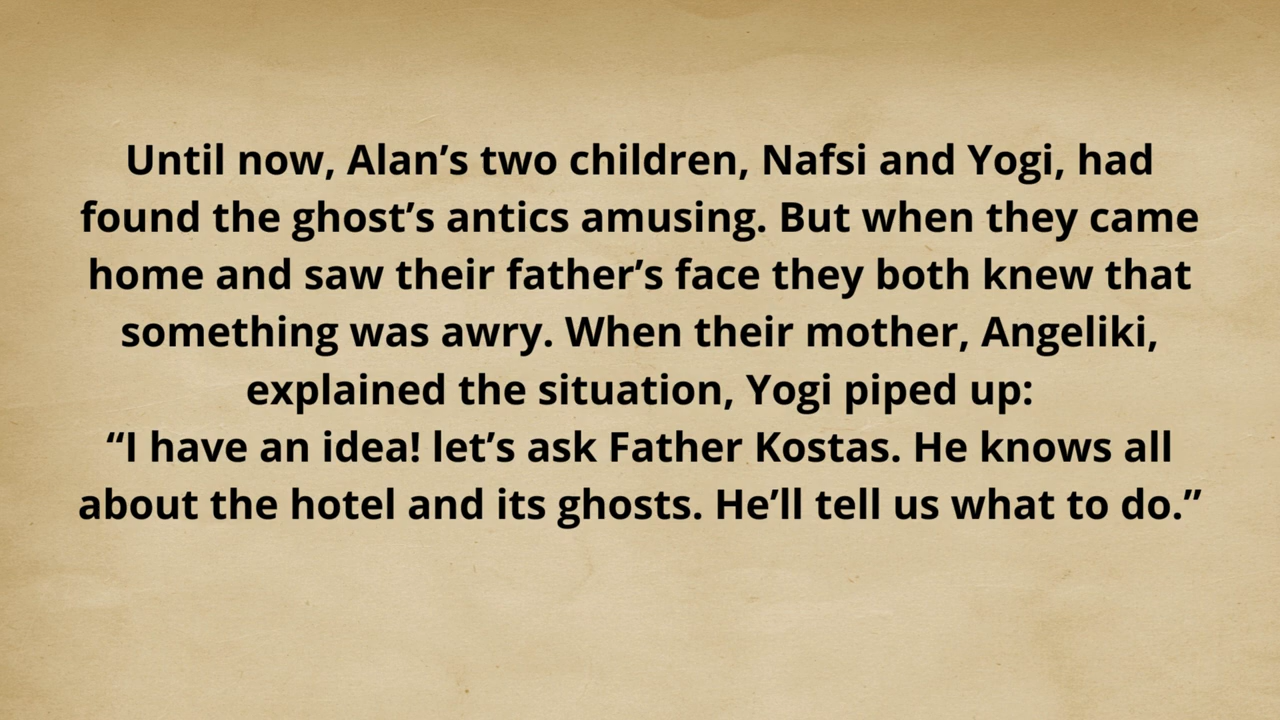 Until now, Alan’s two children, Nafsi and Yogi, had
found the ghost’s antics amusing. But when they came
home and saw their father’s face they both knew that
something was awry. When their mother, Angeliki,
explained the situation, Yogi piped up:
“I have an idea! let’s ask Father Kostas. He knows all
about the hotel and its ghosts. He’ll tell us what to do.”